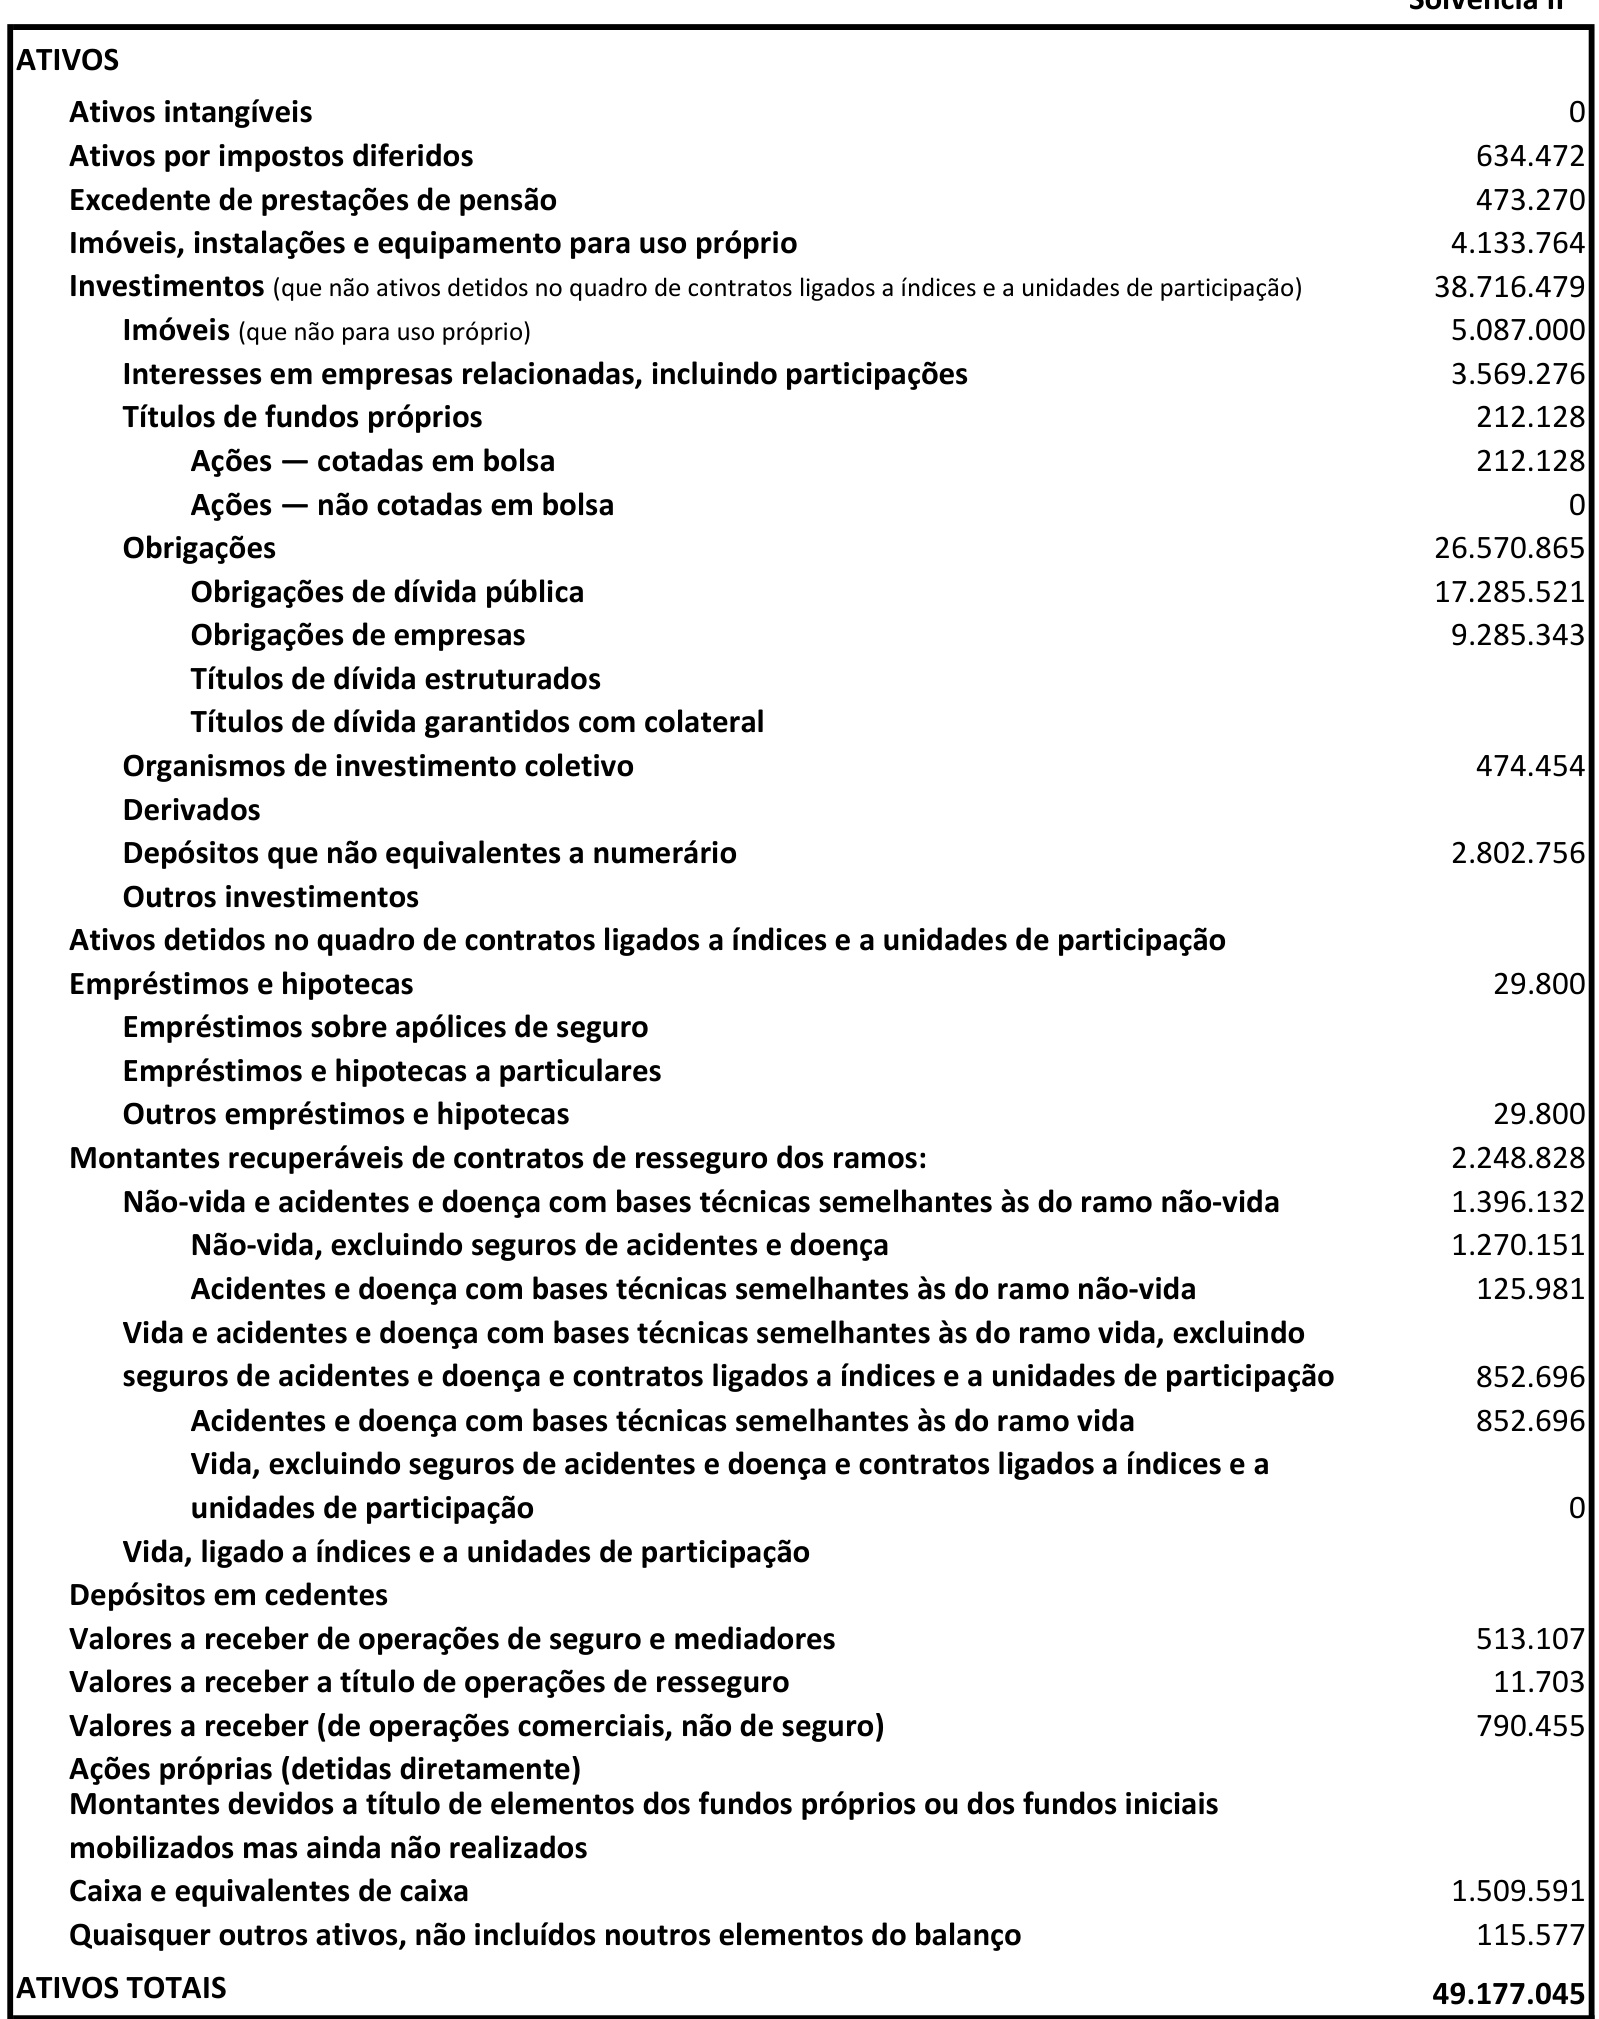 Solvência II
ATIVOS
Ativos intangíveis 0
Ativos por impostos diferidos 634.472
Excedente de prestações de pensão 473.270
Imóveis, instalações e equipamento para uso próprio 4.133.764
Investimentos (que não ativos detidos no quadro de contratos ligados a índices e a unidades de participação) 38.716.479
Imóveis (que não para uso próprio) 5.087.000
Interesses em empresas relacionadas, incluindo participações 3.569.276
Títulos de fundos próprios 212.128
Ações — cotadas em bolsa 212.128
Ações — não cotadas em bolsa 0
Obrigações 26.570.865
Obrigações de dívida pública 17.285.521
Obrigações de empresas 9.285.343
Títulos de dívida estruturados
Títulos de dívida garantidos com colateral
Organismos de investimento coletivo 474.454
Derivados
Depósitos que não equivalentes a numerário 2.802.756
Outros investimentos
Ativos detidos no quadro de contratos ligados a índices e a unidades de participação
Empréstimos e hipotecas 29.800
Empréstimos sobre apólices de seguro
Empréstimos e hipotecas a particulares
Outros empréstimos e hipotecas 29.800
Montantes recuperáveis de contratos de resseguro dos ramos: 2.248.828
Não-vida e acidentes e doença com bases técnicas semelhantes às do ramo não-vida 1.396.132
Não-vida, excluindo seguros de acidentes e doença 1.270.151
Acidentes e doença com bases técnicas semelhantes às do ramo não-vida 125.981
Vida e acidentes e doença com bases técnicas semelhantes às do ramo vida, excluindo
seguros de acidentes e doença e contratos ligados a índices e a unidades de participação 852.696
Acidentes e doença com bases técnicas semelhantes às do ramo vida 852.696
Vida, excluindo seguros de acidentes e doença e contratos ligados a índices e a
unidades de participação 0
Vida, ligado a índices e a unidades de participação
Depósitos em cedentes
Valores a receber de operações de seguro e mediadores 513.107
Valores a receber a título de operações de resseguro 11.703
Valores a receber (de operações comerciais, não de seguro) 790.455
Ações próprias (detidas diretamente)
Montantes devidos a título de elementos dos fundos próprios ou dos fundos iniciais
mobilizados mas ainda não realizados
Caixa e equivalentes de caixa 1.509.591
Quaisquer outros ativos, não incluídos noutros elementos do balanço 115.577
ATIVOS TOTAIS 49.177.045